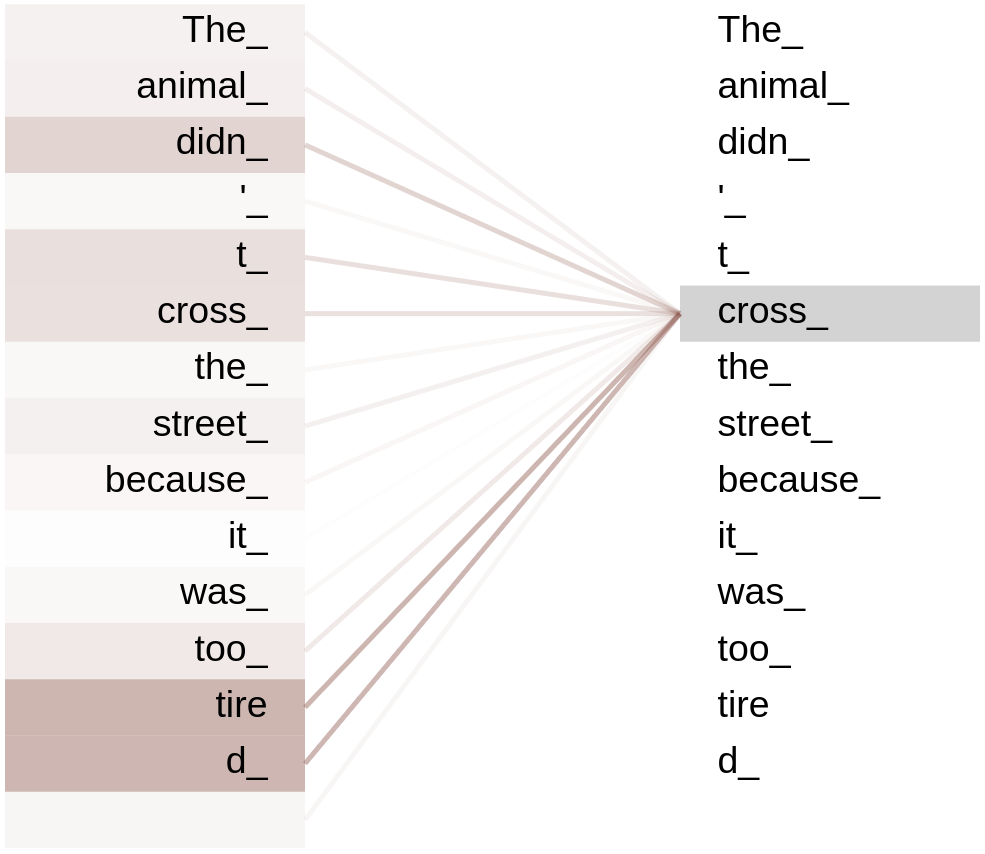 The_ The_
animal_ animal_
didn_ didn_
'_ '_
t_ t_
cross_ cross_
the_ the_
street_ street_
because_ because_
it_ it_
was_ was_
too_ too_
tire tire
d_ d_